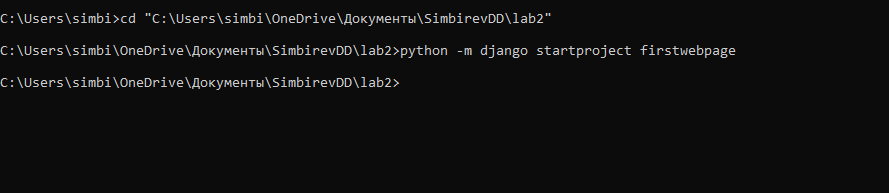 C:\Users\simbi>cd "C:\Users\simbi\OneDrive\Документы\SimbirevDD\lab2"
C:\Users\simbi\OneDrive\Документы\SimbirevDD\lab2>python -m django startproject firstwebpage
C:\Users\simbi\OneDrive\Документы\SimbirevDD\lab2>